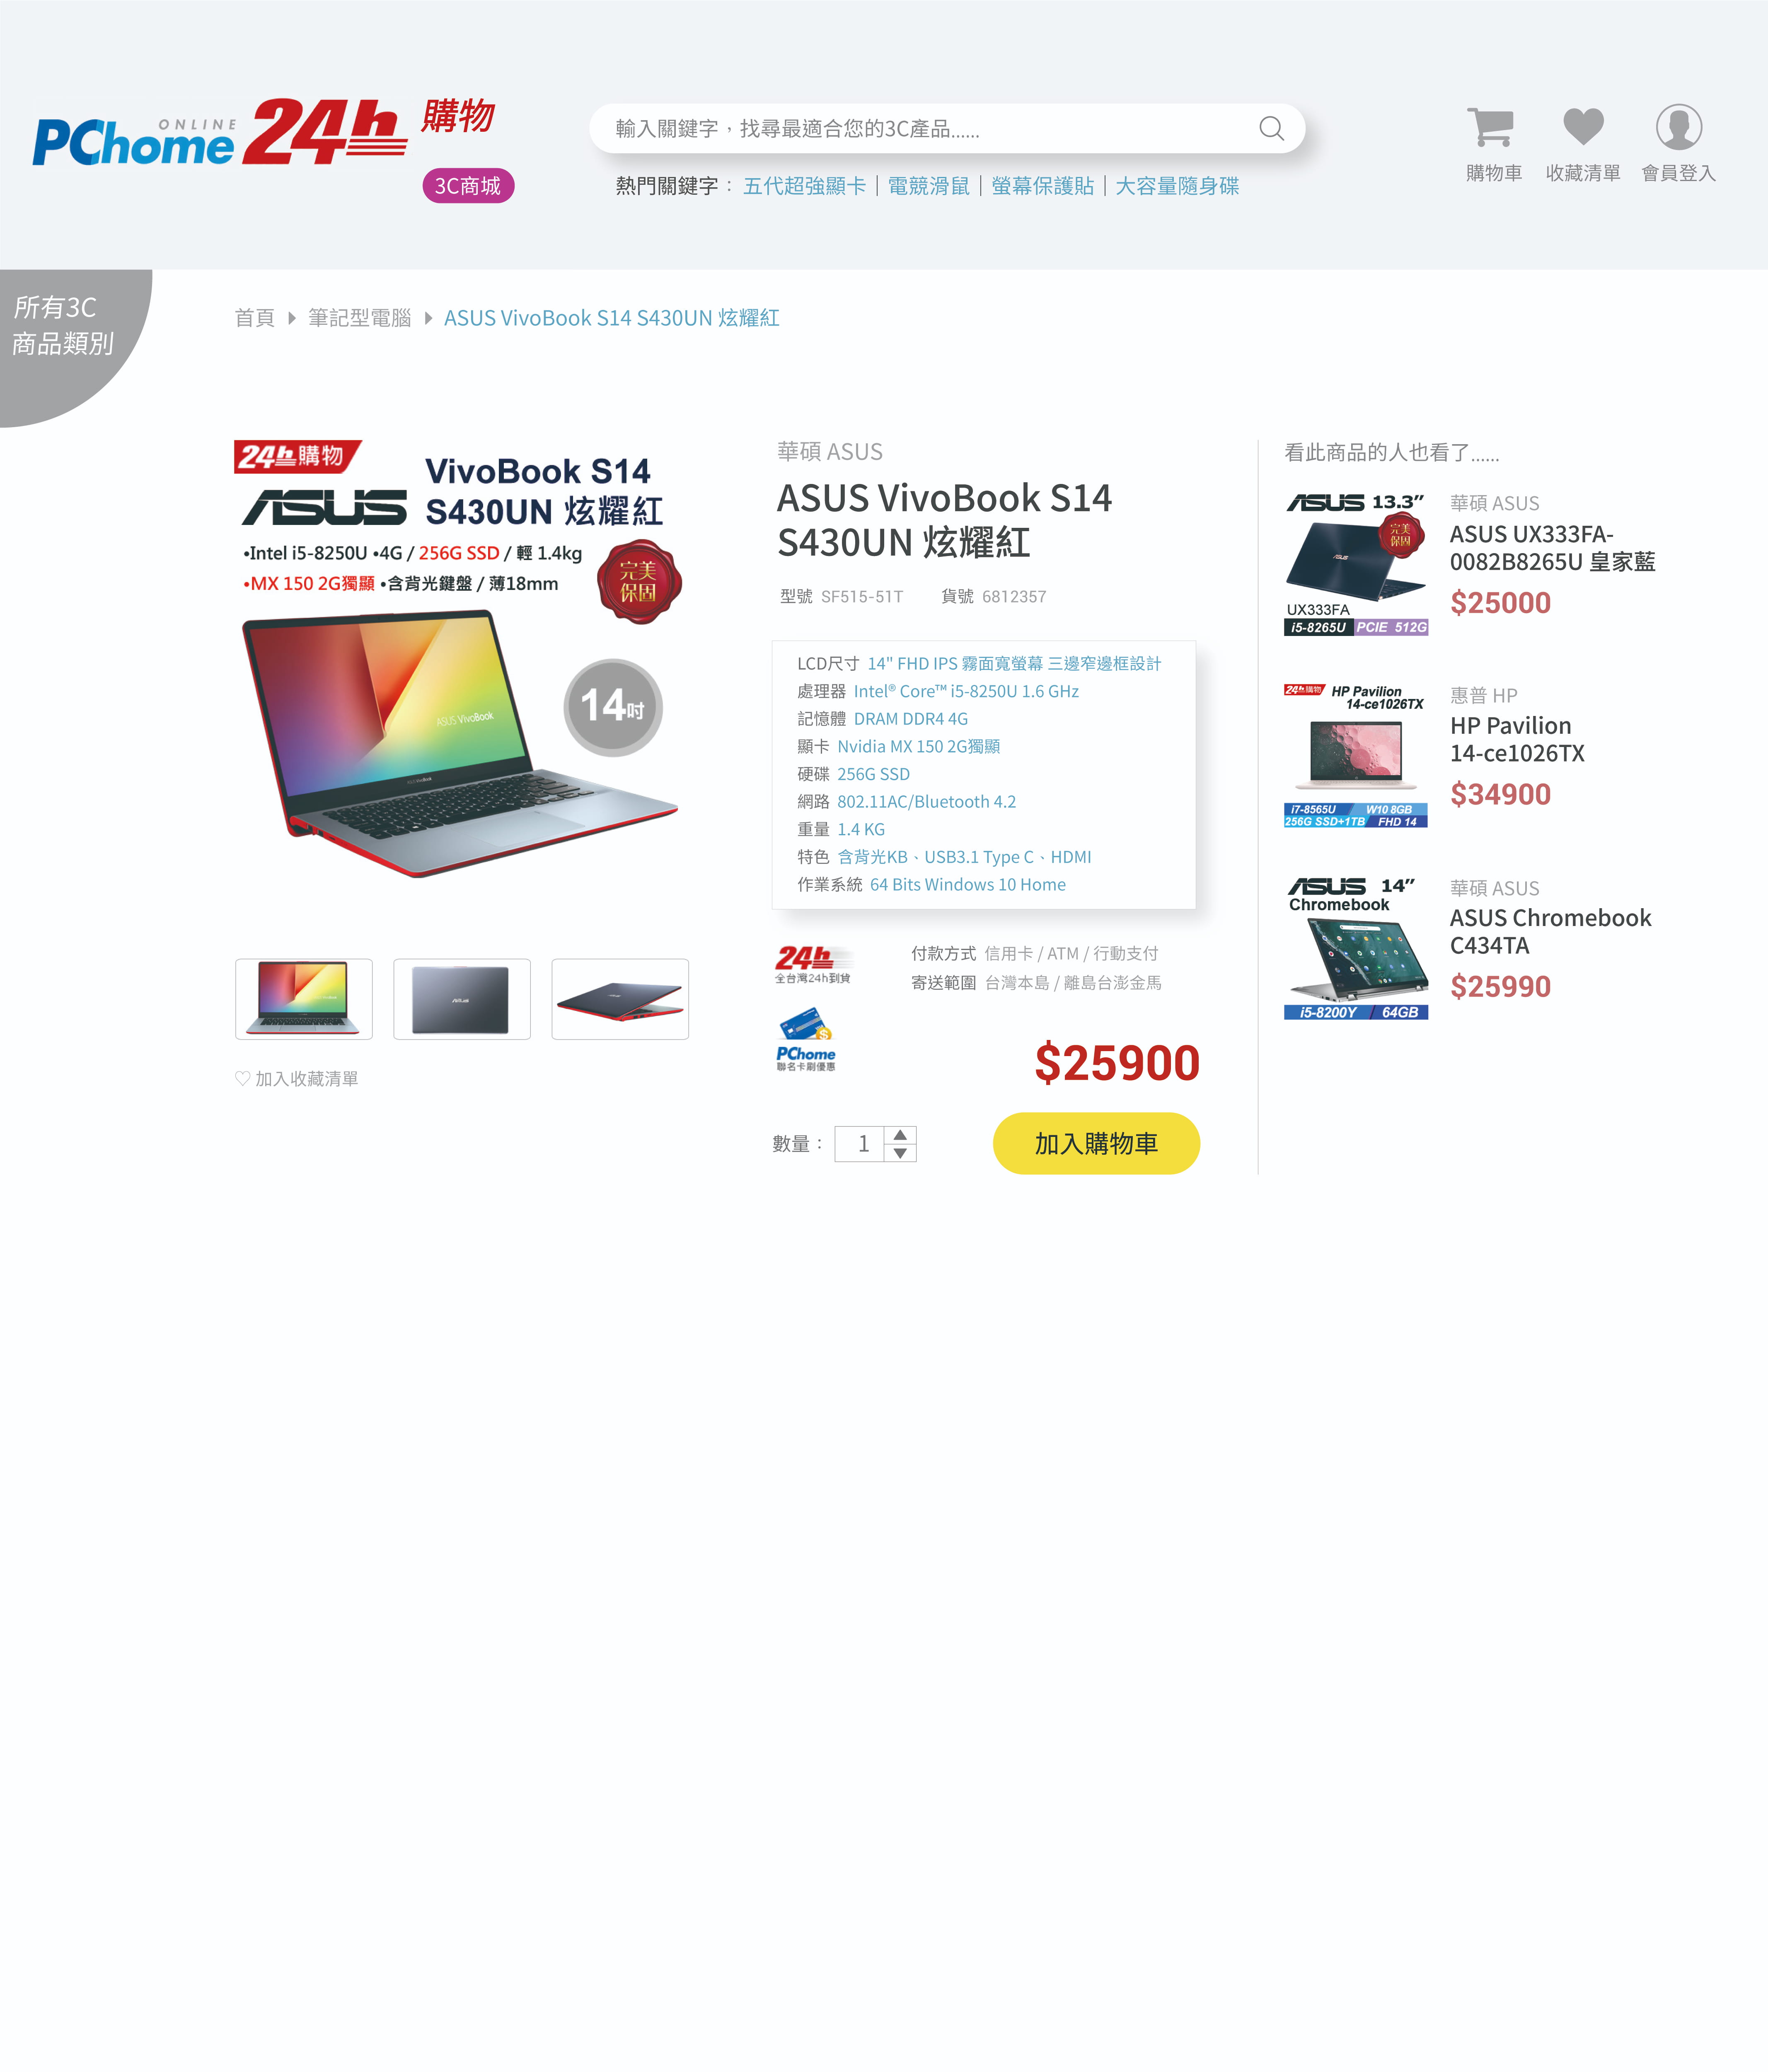 PChome ONLINE 24h 購物
3C商城
輸入關鍵字，找尋最適合您的3C產品......
熱門關鍵字： 五代超強顯卡 | 電競滑鼠 | 螢幕保護貼 | 大容量隨身碟
購物車 收藏清單 會員登入
所有3C
商品類別
首頁 筆記型電腦 ASUS VivoBook S14 S430UN 炫耀紅
24h購物
ASUS
VivoBook S14
S430UN 炫耀紅
•Intel i5-8250U •4G / 256G SSD / 輕 1.4kg
•MX 150 2G獨顯 •含背光鍵盤 / 薄18mm
完美
保固
14吋
ASUS VivoBook
♡ 加入收藏清單
華碩 ASUS
ASUS VivoBook S14
S430UN 炫耀紅
型號 SF515-51T 貨號 6812357
LCD尺寸 14" FHD IPS 霧面寬螢幕 三邊窄邊框設計
處理器 Intel® Core™ i5-8250U 1.6 GHz
記憶體 DRAM DDR4 4G
顯卡 Nvidia MX 150 2G獨顯
硬碟 256G SSD
網路 802.11AC/Bluetooth 4.2
重量 1.4 KG
特色 含背光KB、USB3.1 Type C、HDMI
作業系統 64 Bits Windows 10 Home
24h
全台灣24h到貨
付款方式 信用卡 / ATM / 行動支付
寄送範圍 台灣本島 / 離島台澎金馬
PChome
聯名卡刷優惠
$25900
數量： 1
加入購物車
看此商品的人也看了......
ASUS 13.3”
完美
保固
UX333FA
i5-8265U PCIE 512G
華碩 ASUS
ASUS UX333FA-
0082B8265U 皇家藍
$25000
24h購物 HP Pavilion
14-ce1026TX
i7-8565U W10 8GB
256G SSD+1TB FHD 14
惠普 HP
HP Pavilion
14-ce1026TX
$34900
ASUS 14”
Chromebook
i5-8200Y / 64GB
華碩 ASUS
ASUS Chromebook
C434TA
$25990